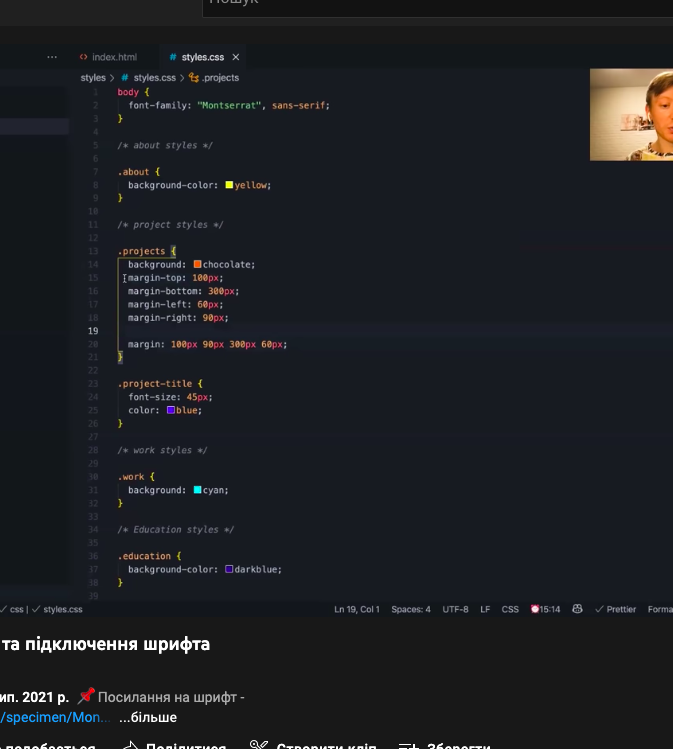 Пошук
... index.html # styles.css ×
styles > # styles.css > .projects
1 body {
2 font-family: "Montserrat", sans-serif;
3 }
4
5 /* about styles */
6
7 .about {
8 background-color: yellow;
9 }
10
11 /* project styles */
12
13 .projects {
14 background: chocolate;
15 margin-top: 100px;
16 margin-bottom: 300px;
17 margin-left: 60px;
18 margin-right: 90px;
19
20 margin: 100px 90px 300px 60px;
21 }
22
23 .project-title {
24 font-size: 45px;
25 color: blue;
26 }
27
28 /* work styles */
29
30 .work {
31 background: cyan;
32 }
33
34 /* Education styles */
35
36 .education {
37 background-color: darkblue;
38 }
39
✓ css | ✓ styles.css Ln 19, Col 1 Spaces: 4 UTF-8 LF CSS 15:14 ✓ Prettier Forma
та підключення шрифта
ип. 2021 р. 📌 Посилання на шрифт -
/specimen/Mon... ...більше
подобається Поділитися Створити кліп Зберегти